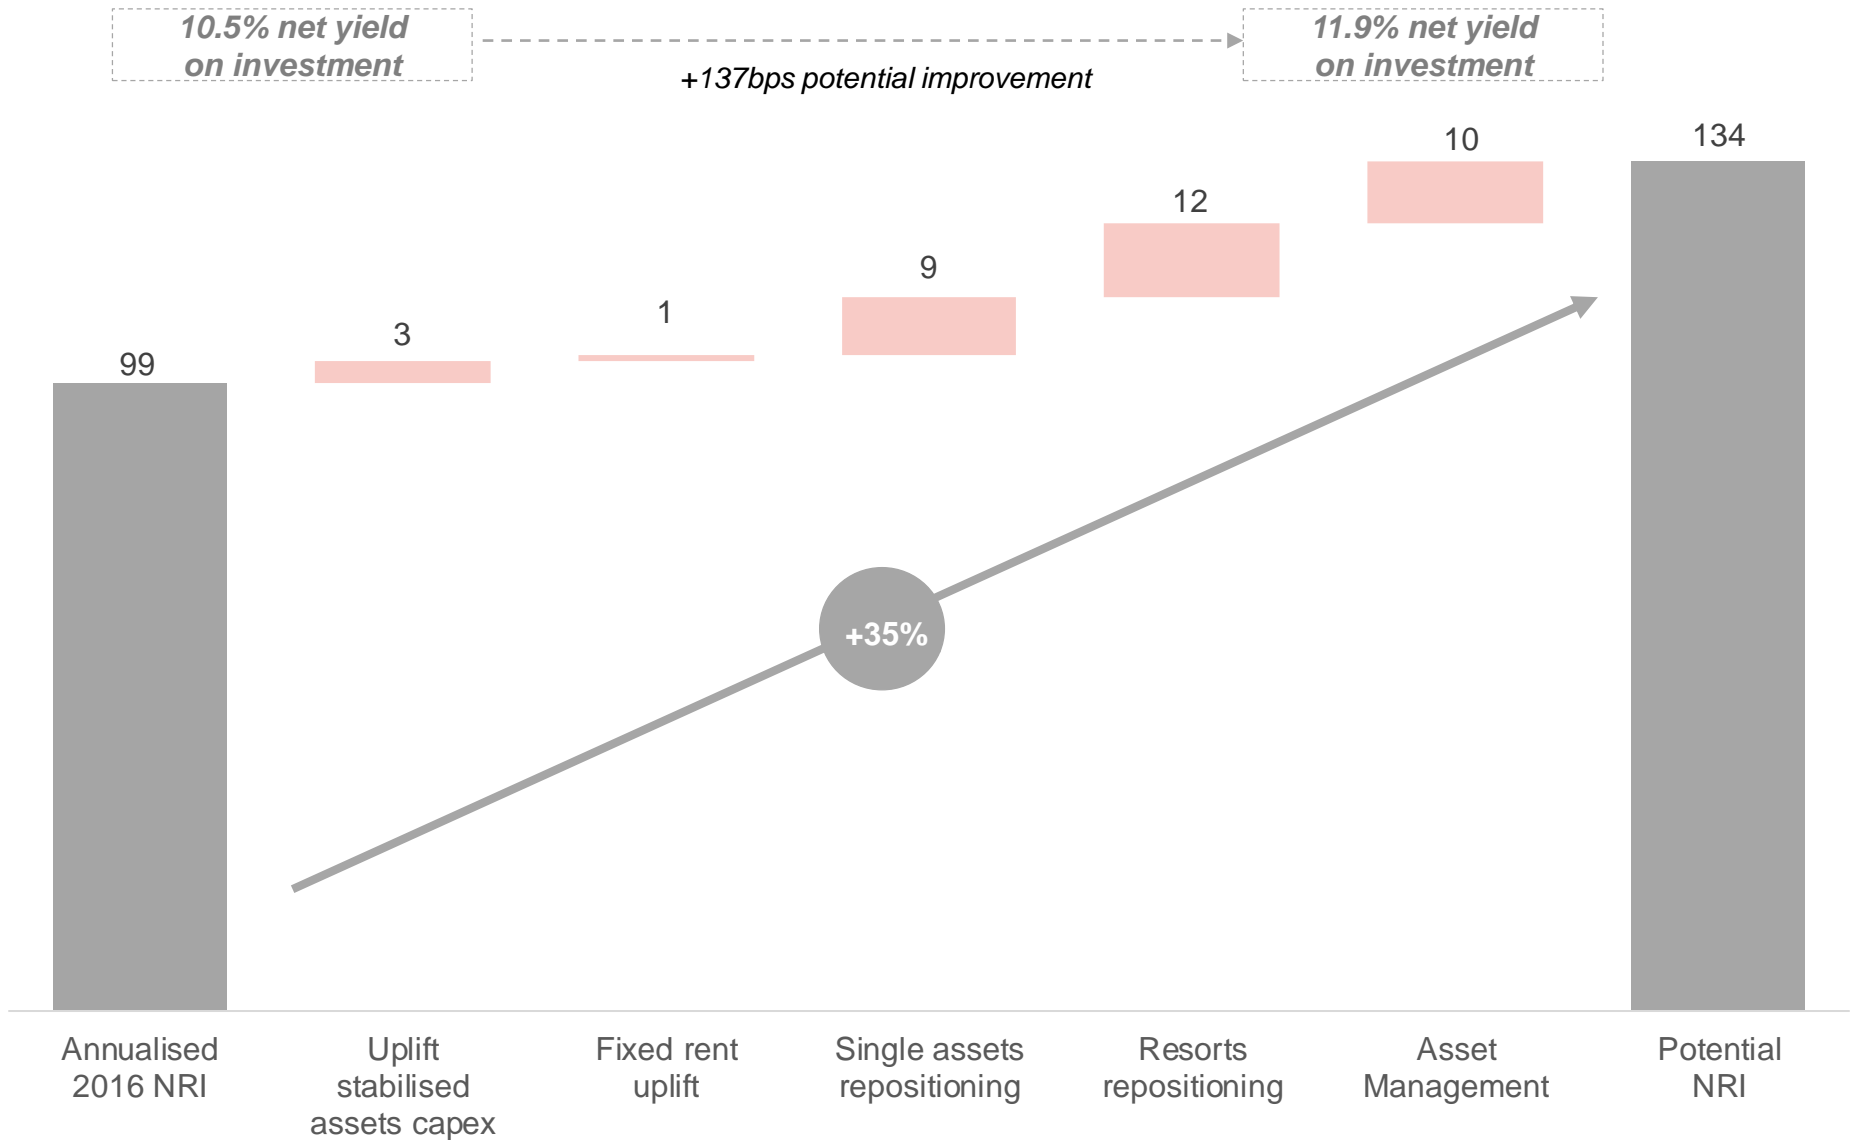 10.5% net yield
on investment
11.9% net yield
on investment
+137bps potential improvement
99
3
1
9
12
10
134
+35%
Annualised
2016 NRI
Uplift
stabilised
assets capex
Fixed rent
uplift
Single assets
repositioning
Resorts
repositioning
Asset
Management
Potential
NRI